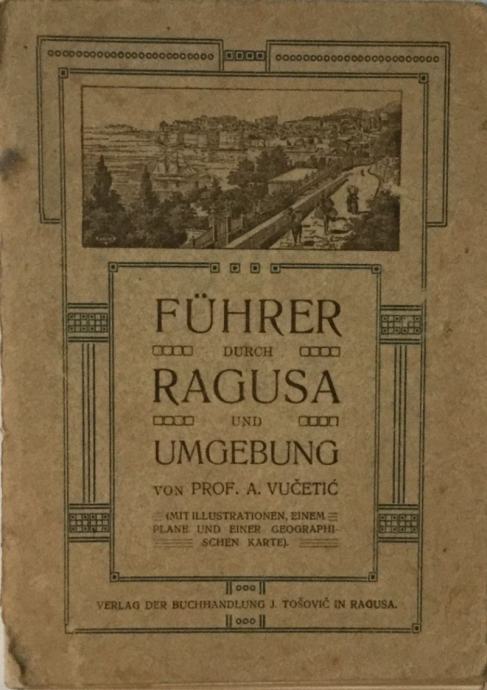 FÜHRER
DURCH
RAGUSA
UND
UMGEBUNG
VON PROF. A. VUČETIĆ
(MIT ILLUSTRATIONEN, EINEM
PLANE UND EINER GEOGRAPHI-
SCHEN KARTE).
VERLAG DER BUCHHANDLUNG J. TOŠOVIĆ IN RAGUSA.